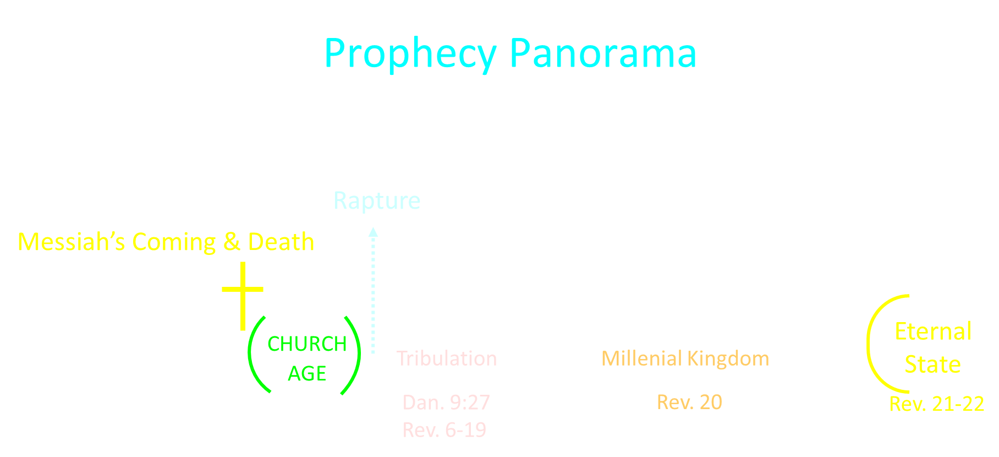 Prophecy Panorama
Rapture
Messiah’s Coming & Death
CHURCH
AGE
Tribulation
Dan. 9:27
Rev. 6-19
Millenial Kingdom
Rev. 20
Eternal
State
Rev. 21-22